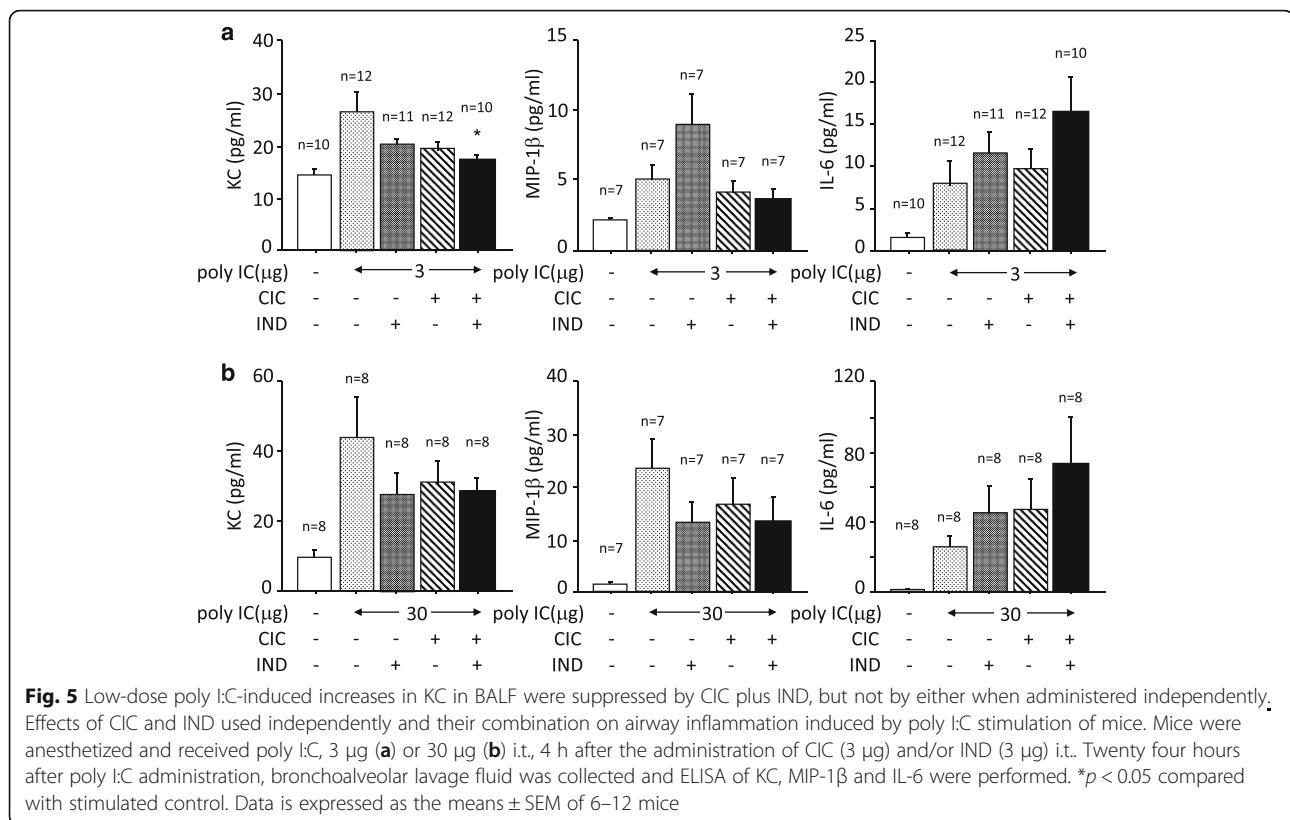 a
40
30
20
10
0
KC (pg/ml)
n=10
n=12
n=11
n=12
n=10
*
15
10
5
0
MIP-1β (pg/ml)
n=7
n=7
n=7
n=7
n=7
25
20
15
10
5
0
IL-6 (pg/ml)
n=10
n=12
n=11
n=12
n=10
poly IC(μg) - 3 poly IC(μg) - 3 - 3
CIC - - - + + CIC - - - + + - - - + +
IND - - + - + IND - - + - + - - + - +
b
60
40
20
0
KC (pg/ml)
n=8
n=8
n=8
n=8
n=8
40
30
20
10
0
MIP-1β (pg/ml)
n=7
n=7
n=7
n=7
n=7
120
80
40
0
IL-6 (pg/ml)
n=8
n=8
n=8
n=8
n=8
poly IC(μg) - 30 poly IC(μg) - 30 - 30
CIC - - - + + CIC - - - + + - - - + +
IND - - + - + IND - - + - + - - + - +
Fig. 5 Low-dose poly I:C-induced increases in KC in BALF were suppressed by CIC plus IND, but not by either when administered independently.
Effects of CIC and IND used independently and their combination on airway inflammation induced by poly I:C stimulation of mice. Mice were
anesthetized and received poly I:C, 3 μg (a) or 30 μg (b) i.t., 4 h after the administration of CIC (3 μg) and/or IND (3 μg) i.t.. Twenty four hours
after poly I:C administration, bronchoalveolar lavage fluid was collected and ELISA of KC, MIP-1β and IL-6 were performed. *p < 0.05 compared
with stimulated control. Data is expressed as the means ± SEM of 6–12 mice